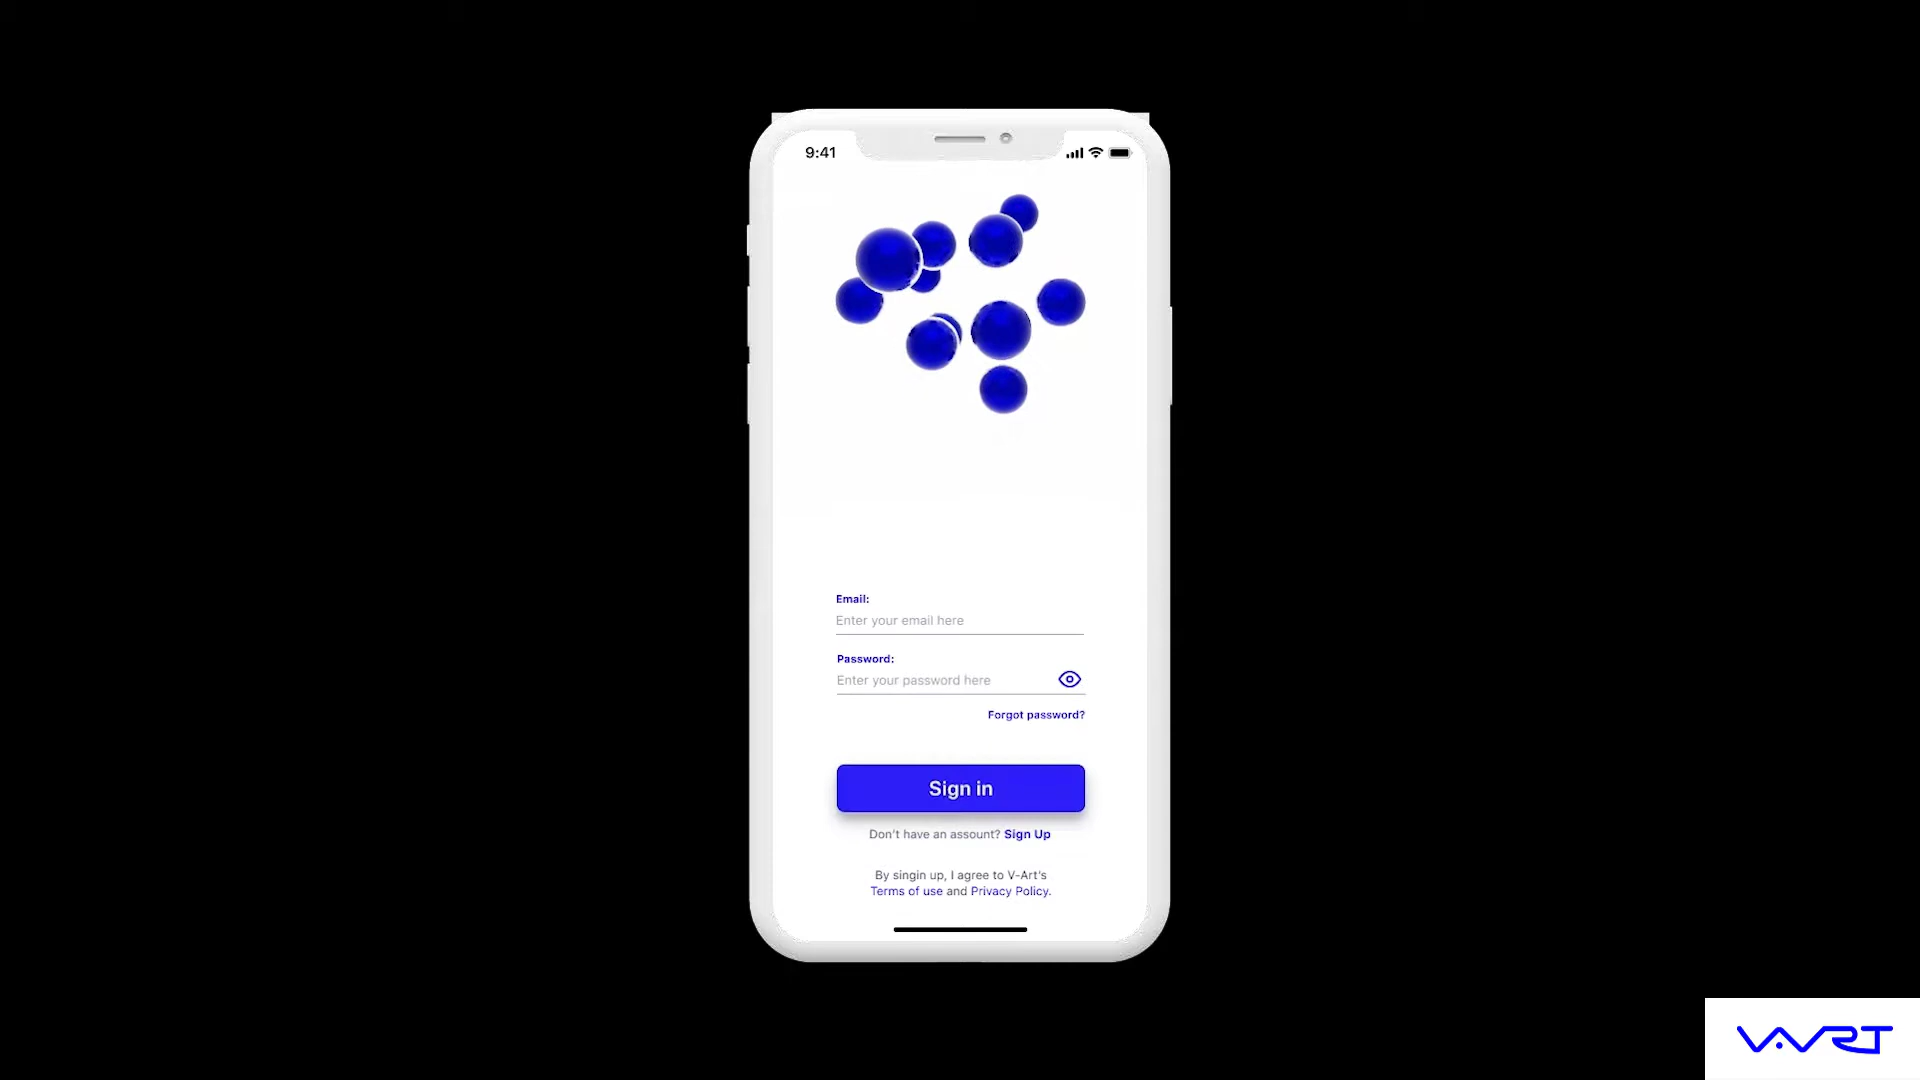 9:41
Email:
Enter your email here
Password:
Enter your password here
Forgot password?
Sign in
Don't have an assount? Sign Up
By singin up, I agree to V-Art's
Terms of use and Privacy Policy.
V-ART